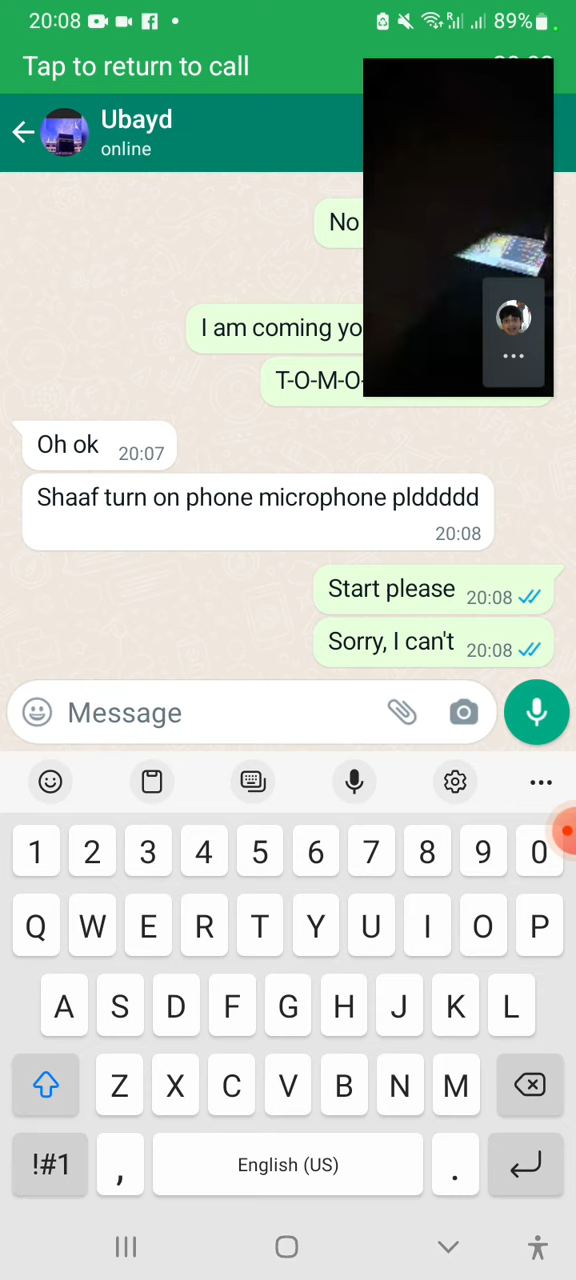 20:08
89%
Tap to return to call
Ubayd
online
No
I am coming yo
T-O-M-O-
Oh ok 20:07
Shaaf turn on phone microphone plddddd
20:08
Start please 20:08
Sorry, I can't 20:08
Message
1 2 3 4 5 6 7 8 9 0
Q W E R T Y U I O P
A S D F G H J K L
Z X C V B N M
!#1 , English (US) .